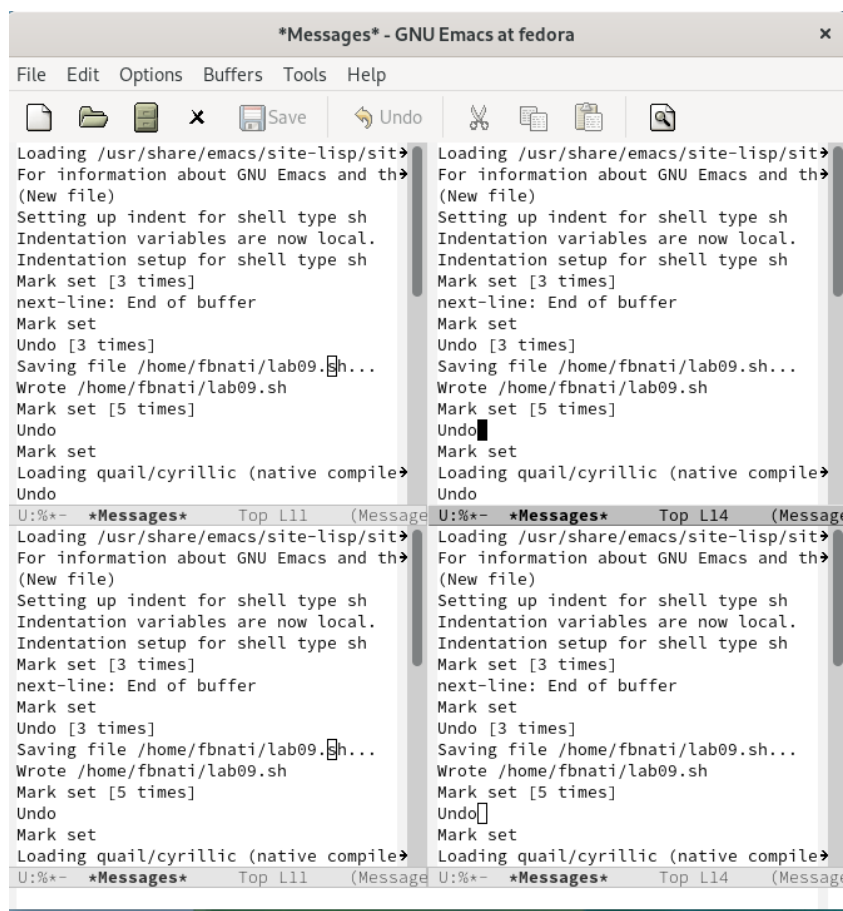 *Messages* - GNU Emacs at fedora ×
File Edit Options Buffers Tools Help
Save Undo
Loading /usr/share/emacs/site-lisp/sit
For information about GNU Emacs and th
(New file)
Setting up indent for shell type sh
Indentation variables are now local.
Indentation setup for shell type sh
Mark set [3 times]
next-line: End of buffer
Mark set
Undo [3 times]
Saving file /home/fbnati/lab09.sh...
Wrote /home/fbnati/lab09.sh
Mark set [5 times]
Undo
Mark set
Loading quail/cyrillic (native compile
Undo
U:%*- *Messages* Top L11 (Message
Loading /usr/share/emacs/site-lisp/sit
For information about GNU Emacs and th
(New file)
Setting up indent for shell type sh
Indentation variables are now local.
Indentation setup for shell type sh
Mark set [3 times]
next-line: End of buffer
Mark set
Undo [3 times]
Saving file /home/fbnati/lab09.sh...
Wrote /home/fbnati/lab09.sh
Mark set [5 times]
Undo
Mark set
Loading quail/cyrillic (native compile
Undo
U:%*- *Messages* Top L14 (Messag
Loading /usr/share/emacs/site-lisp/sit
For information about GNU Emacs and th
(New file)
Setting up indent for shell type sh
Indentation variables are now local.
Indentation setup for shell type sh
Mark set [3 times]
next-line: End of buffer
Mark set
Undo [3 times]
Saving file /home/fbnati/lab09.sh...
Wrote /home/fbnati/lab09.sh
Mark set [5 times]
Undo
Mark set
Loading quail/cyrillic (native compile
U:%*- *Messages* Top L11 (Message
Loading /usr/share/emacs/site-lisp/sit
For information about GNU Emacs and th
(New file)
Setting up indent for shell type sh
Indentation variables are now local.
Indentation setup for shell type sh
Mark set [3 times]
next-line: End of buffer
Mark set
Undo [3 times]
Saving file /home/fbnati/lab09.sh...
Wrote /home/fbnati/lab09.sh
Mark set [5 times]
Undo
Mark set
Loading quail/cyrillic (native compile
U:%*- *Messages* Top L14 (Messag